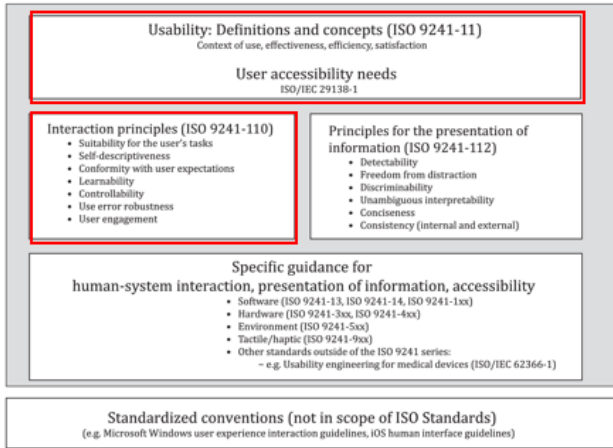 Usability: Definitions and concepts (ISO 9241-11)
Context of use, effectiveness, efficiency, satisfaction
User accessibility needs
ISO/IEC 29138-1
Interaction principles (ISO 9241-110)
• Suitability for the user's tasks
• Self-descriptiveness
• Conformity with user expectations
• Learnability
• Controllability
• Use error robustness
• User engagement
Principles for the presentation of
information (ISO 9241-112)
• Detectability
• Freedom from distraction
• Discriminability
• Unambiguous interpretability
• Conciseness
• Consistency (internal and external)
Specific guidance for
human-system interaction, presentation of information, accessibility
• Software (ISO 9241-13, ISO 9241-14, ISO 9241-1xx)
• Hardware (ISO 9241-3xx, ISO 9241-4xx)
• Environment (ISO 9241-5xx)
• Tactile/haptic (ISO 9241-9xx)
• Other standards outside of the ISO 9241 series:
– e.g. Usability engineering for medical devices (ISO/IEC 62366-1)
Standardized conventions (not in scope of ISO Standards)
(e.g. Microsoft Windows user experience interaction guidelines, iOS human interface guidelines)